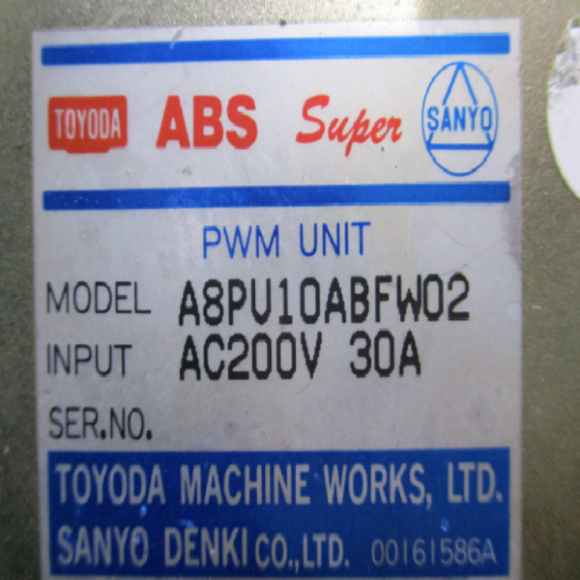 TOYODA ABS Super SANYO
PWM UNIT
MODEL A8PU10ABFW02
INPUT AC200V 30A
SER.NO.
TOYODA MACHINE WORKS, LTD.
SANYO DENKI CO.,LTD. 00161586A